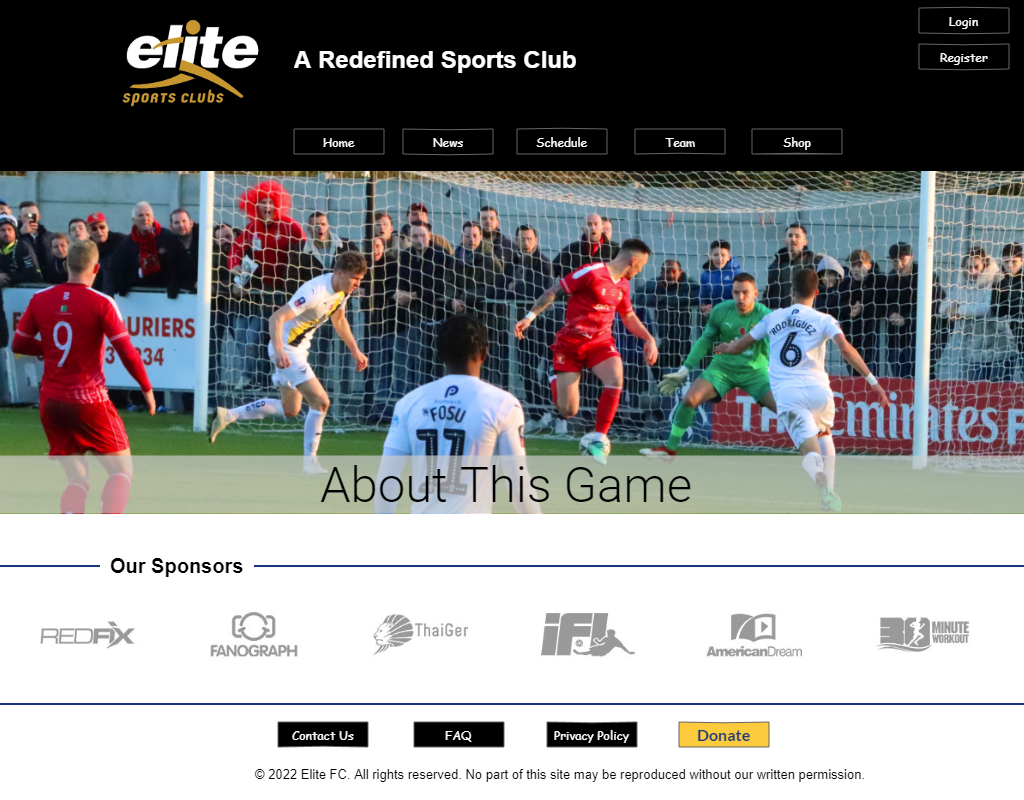 Login
elite
SPORTS CLUBS
A Redefined Sports Club
Register
Home News Schedule Team Shop
9
URIERS
34
FOSU
11
RODRIGUEZ
6
Emirates F
About This Game
Our Sponsors
REDFIX
FANOGRAPH
ThaiGer
iFL
AmericanDream
30 MINUTE
WORKOUT
Contact Us FAQ Privacy Policy Donate
© 2022 Elite FC. All rights reserved. No part of this site may be reproduced without our written permission.